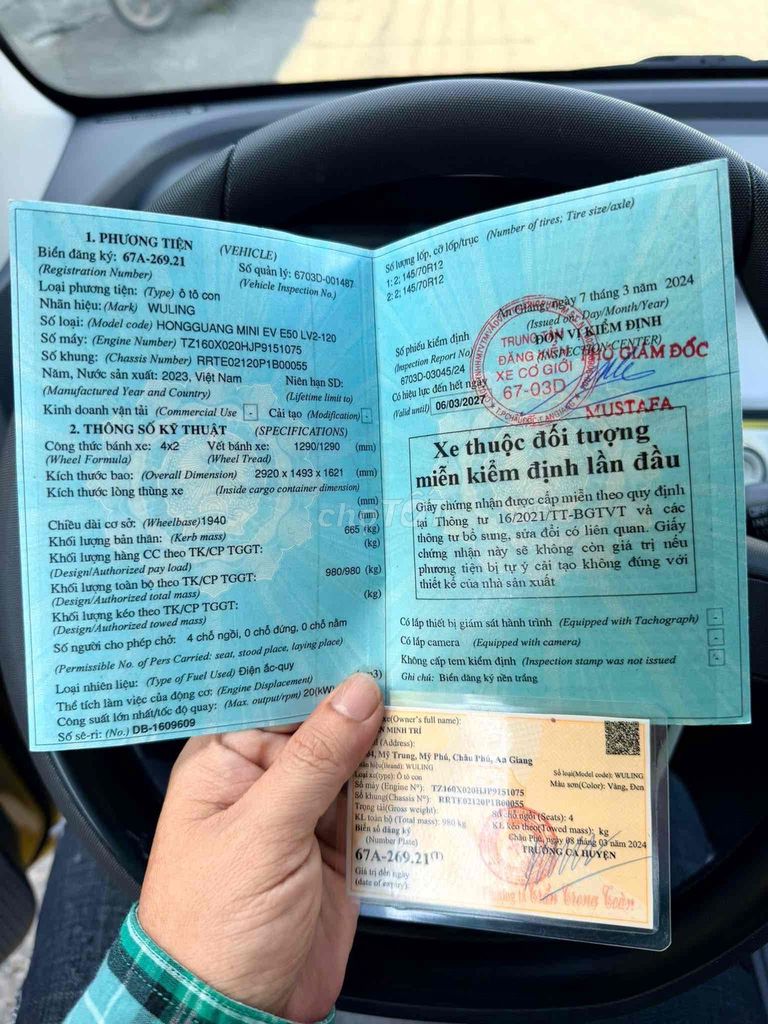 1. PHƯƠNG TIỆN (VEHICLE)
Biển đăng ký: 67A-269.21 Số quản lý: 6703D-001487
(Registration Number) (Vehicle Inspection No.)
Loại phương tiện: (Type) ô tô con
Nhãn hiệu: (Mark) WULING
Số loại: (Model code) HONGGUANG MINI EV E50 LV2-120
Số máy: (Engine Number) TZ160X020HJP9151075
Số khung: (Chassis Number) RRTE02120P1B00055
Năm, Nước sản xuất: 2023, Việt Nam Niên hạn SD:
(Manufactured Year and Country) (Lifetime limit to)
Kinh doanh vận tải (Commercial Use - Cải tạo (Modification) -
2. THÔNG SỐ KỸ THUẬT (SPECIFICATIONS)
Công thức bánh xe: 4x2 Vết bánh xe: 1290/1290 (mm)
(Wheel Formula) (Wheel Tread)
Kích thước bao: (Overall Dimension) 2920 x 1493 x 1621 (mm)
Kích thước lòng thùng xe (Inside cargo container dimension)
(mm)
Chiều dài cơ sở: (Wheelbase)1940 (mm)
Khối lượng bản thân: (Kerb mass) 665 (kg)
Khối lượng hàng CC theo TK/CP TGGT: (kg)
(Design/Authorized pay load)
Khối lượng toàn bộ theo TK/CP TGGT: 980/980 (kg)
(Design/Authorized total mass)
Khối lượng kéo theo TK/CP TGGT: (kg)
(Design/Authorized towed mass)
Số người cho phép chở: 4 chỗ ngồi, 0 chỗ đứng, 0 chỗ nằm
(Permissible No. of Pers Carried: seat, stood place, laying place)
Loại nhiên liệu: (Type of Fuel Used) Điện ắc-quy
Thể tích làm việc của động cơ: (Engine Displacement)
Công suất lớn nhất/tốc độ quay: (Max. output/rpm) 20(kW)
Số sê-ri: (No.) DB-1609609
Số lượng lốp, cỡ lốp/trục (Number of tires; Tire size/axle)
1: 2; 145/70R12
2: 2; 145/70R12
An Giang, ngày 7 tháng 3 năm 2024
(Issued on: Day/Month/Year)
Số phiếu kiểm định ĐƠN VỊ KIỂM ĐỊNH
(Inspection Report No) (INSPECTION CENTER)
6703D-03045/24
Có hiệu lực đến hết ngày
(Valid until) 06/03/2027
TRUNG TÂM
ĐĂNG KIỂM
XE CƠ GIỚI
67-03D
GIÁM ĐỐC
MUSTAFA
Xe thuộc đối tượng
miễn kiểm định lần đầu
Giấy chứng nhận được cấp miễn theo quy định
tại Thông tư 16/2021/TT-BGTVT và các
thông tư bổ sung, sửa đổi có liên quan. Giấy
chứng nhận này sẽ không còn giá trị nếu
phương tiện bị tự ý cải tạo không đúng với
thiết kế của nhà sản xuất
Có lắp thiết bị giám sát hành trình (Equipped with Tachograph) -
Có lắp camera (Equipped with camera) -
Không cấp tem kiểm định (Inspection stamp was not issued
Ghi chú: Biển đăng ký nền trắng
chợTỐT
(Owner's full name):
MINH TRÍ
(Address):
Mỹ Trung, Mỹ Phú, Châu Phú, An Giang
(Brand): WULING Số loại(Model code): WULING
Loại xe(type): Ô tô con Màu sơn(Color): Vàng, Đen
Số máy (Engine N°): TZ160X020HJP9151075
Số khung(Chassis N°): RRTE02120P1B00055
Trọng tải(Gross weight): Số chỗ ngồi(Seats): 4
KL toàn bộ (Total mass): 980 kg KL kéo theo(Towed mass): kg
Biển số đăng ký Châu Phú, ngày 08 tháng 03 năm 2024
(Number Plate) TRƯỞNG CA HUYỆN
67A-269.21(T)
Giá trị đến ngày
(date of expiry):
Trần Trong Toàn